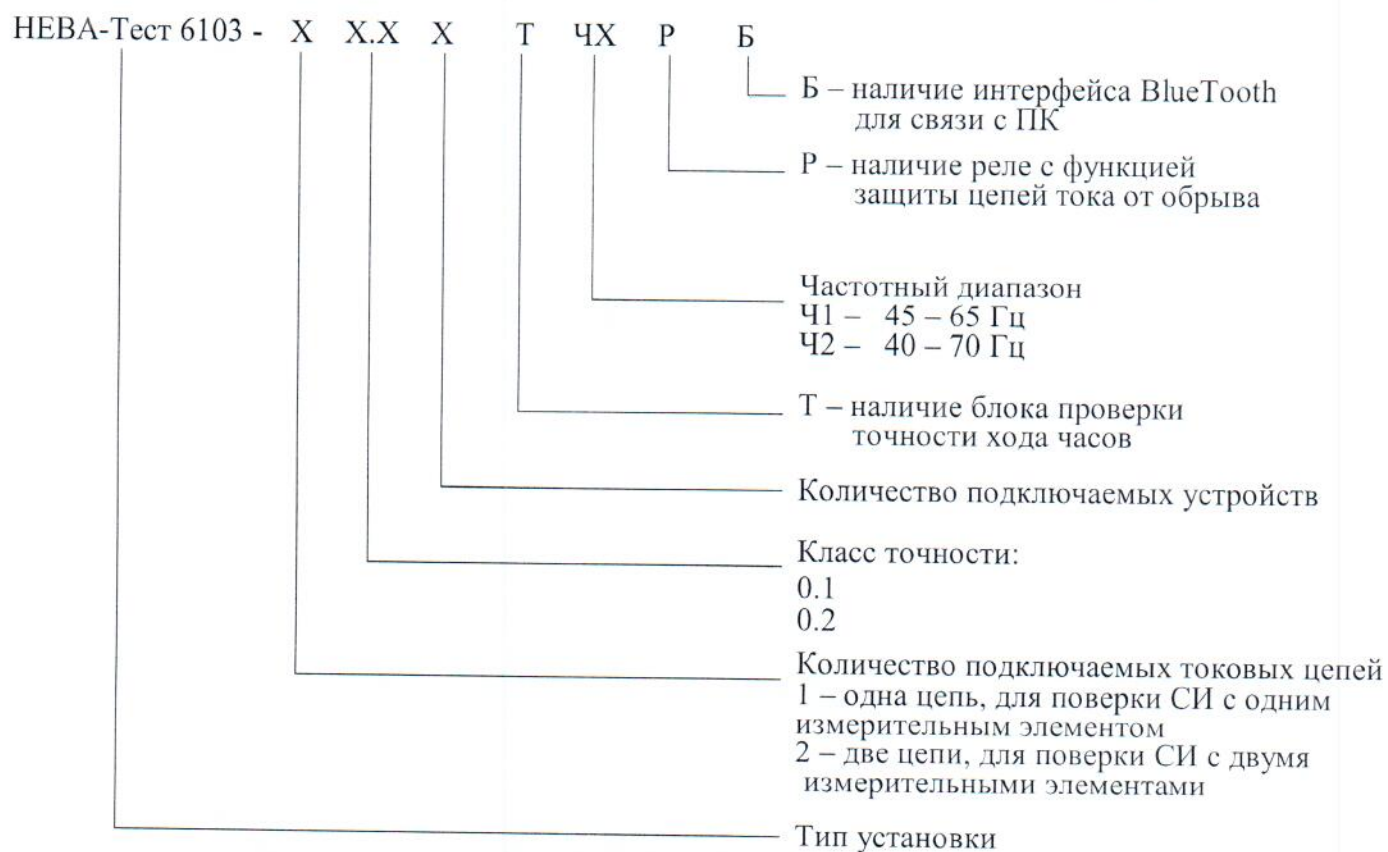 НЕВА-Тест 6103 - Х Х.Х Х Т ЧХ Р Б
Б – наличие интерфейса BlueTooth
для связи с ПК
Р – наличие реле с функцией
защиты цепей тока от обрыва
Частотный диапазон
Ч1 – 45 – 65 Гц
Ч2 – 40 – 70 Гц
Т – наличие блока проверки
точности хода часов
Количество подключаемых устройств
Класс точности:
0.1
0.2
Количество подключаемых токовых цепей
1 – одна цепь, для поверки СИ с одним
измерительным элементом
2 – две цепи, для поверки СИ с двумя
измерительными элементами
Тип установки